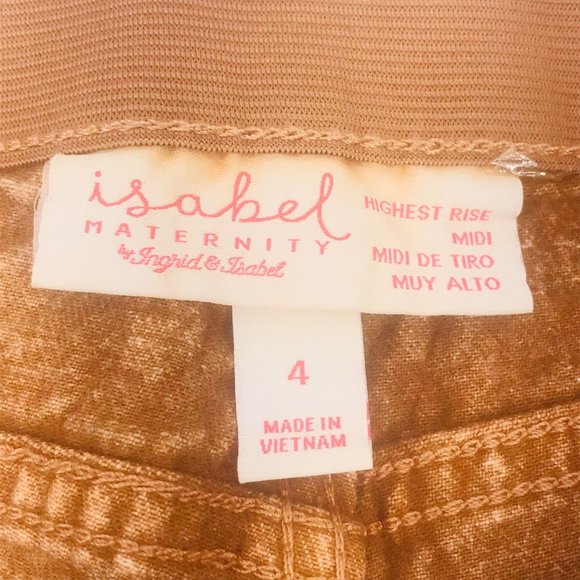 isabel
MATERNITY
by Ingrid & Isabel
HIGHEST RISE
MIDI
MIDI DE TIRO
MUY ALTO
4
MADE IN
VIETNAM